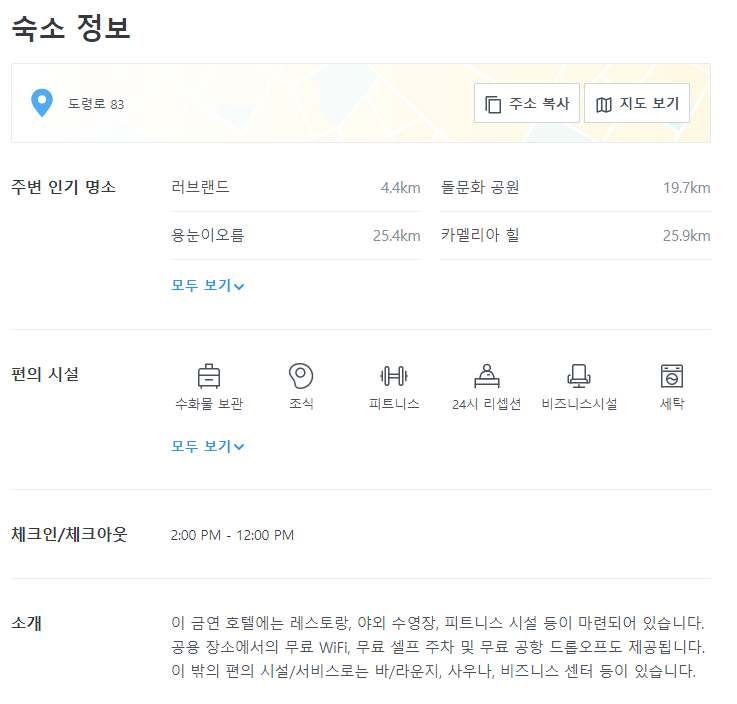 숙소 정보
도령로 83
주소 복사
지도 보기
주변 인기 명소
러브랜드 4.4km
돌문화 공원 19.7km
용눈이오름 25.4km
카멜리아 힐 25.9km
모두 보기
편의 시설
수화물 보관
조식
피트니스
24시 리셉션
비즈니스시설
세탁
모두 보기
체크인/체크아웃
2:00 PM - 12:00 PM
소개
이 금연 호텔에는 레스토랑, 야외 수영장, 피트니스 시설 등이 마련되어 있습니다.
공용 장소에서의 무료 WiFi, 무료 셀프 주차 및 무료 공항 드롭오프도 제공됩니다.
이 밖의 편의 시설/서비스로는 바/라운지, 사우나, 비즈니스 센터 등이 있습니다.